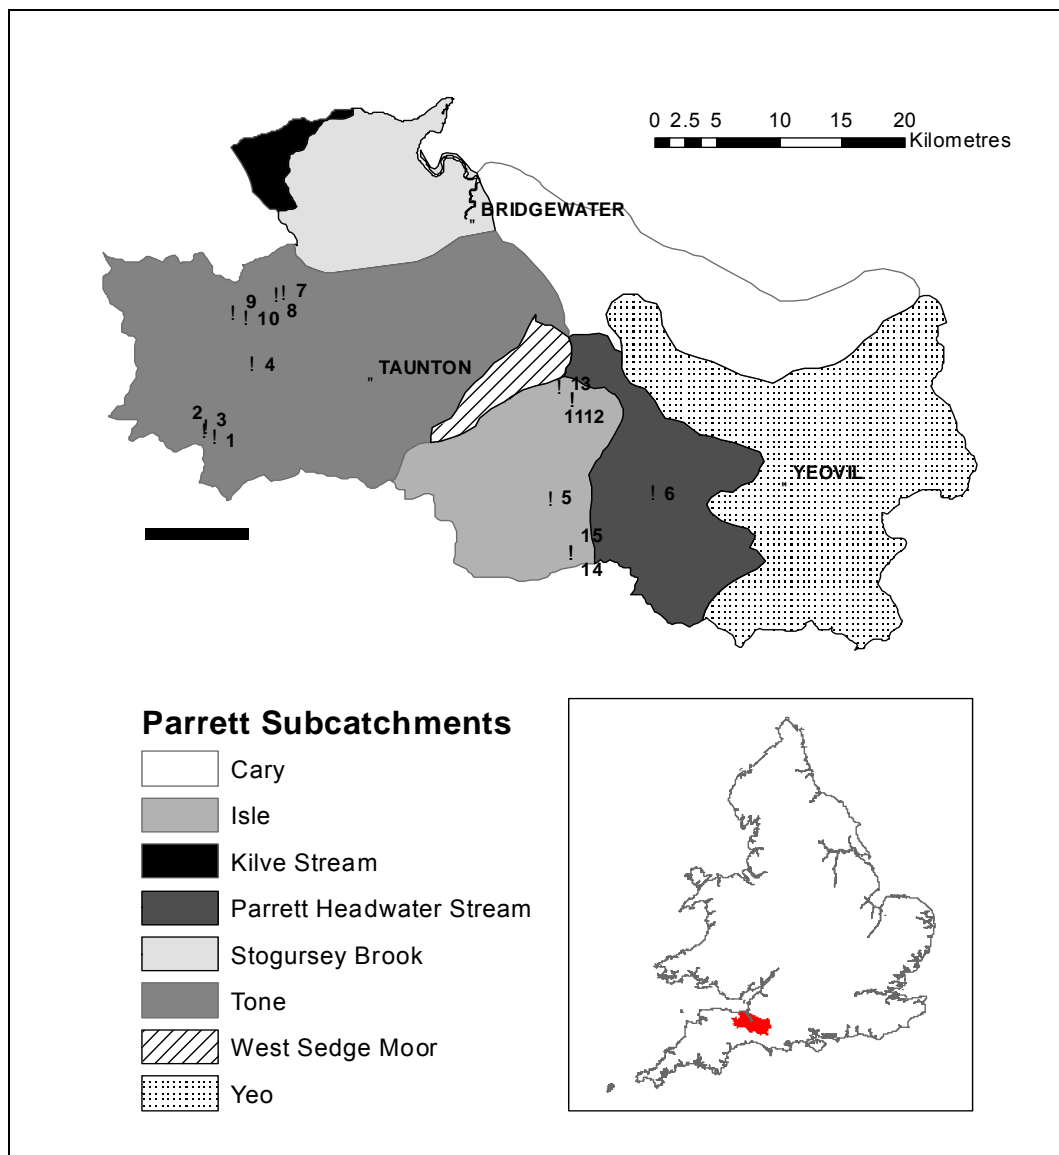 0 2.5 5 10 15 20
Kilometres
BRIDGEWATER
9 7
10 8
4 TAUNTON
13
2 3
1 1112
YEOVIL
5 6
15
14
Parrett Subcatchments
Cary
Isle
Kilve Stream
Parrett Headwater Stream
Stogursey Brook
Tone
West Sedge Moor
Yeo